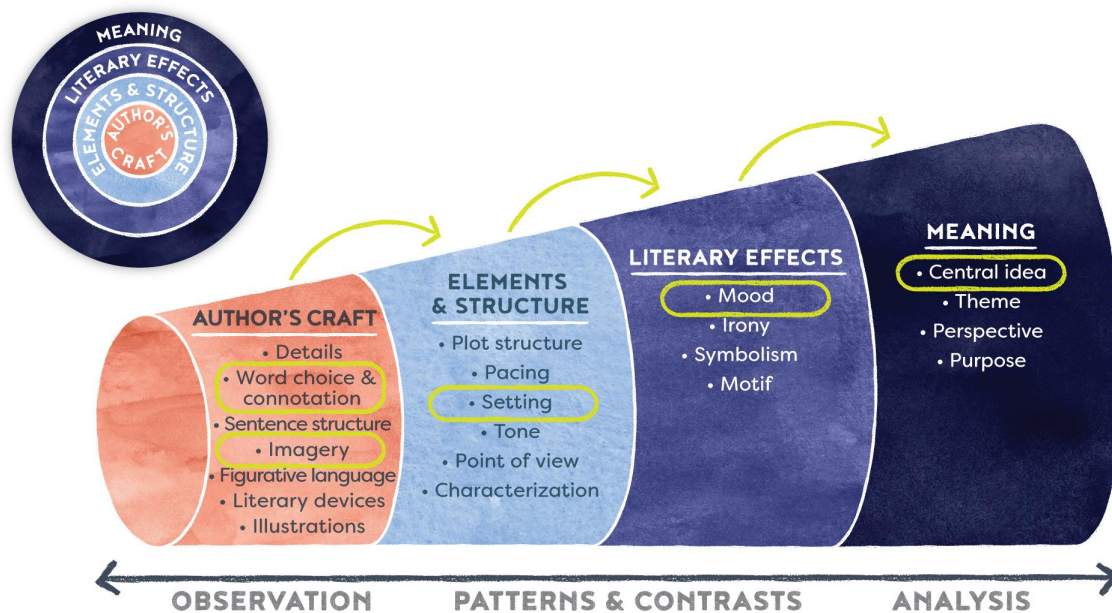 MEANING
LITERARY EFFECTS
ELEMENTS & STRUCTURE
AUTHOR'S
CRAFT
AUTHOR'S CRAFT
• Details
• Word choice &
connotation
• Sentence structure
• Imagery
• Figurative language
• Literary devices
• Illustrations
ELEMENTS
& STRUCTURE
• Plot structure
• Pacing
• Setting
• Tone
• Point of view
• Characterization
LITERARY EFFECTS
• Mood
• Irony
• Symbolism
• Motif
MEANING
• Central idea
• Theme
• Perspective
• Purpose
OBSERVATION
PATTERNS & CONTRASTS
ANALYSIS